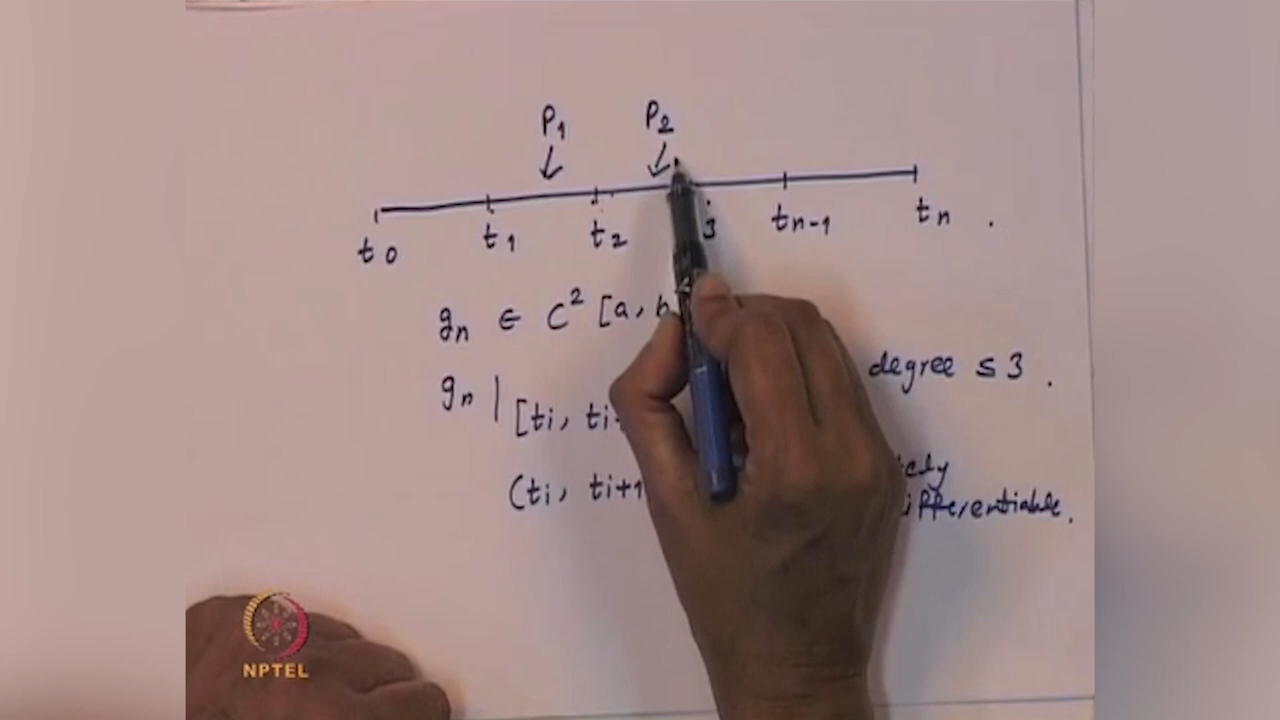 P1 P2
t0 t1 t2 3 tn-1 tn .
gn ∈ C² [a, b
gn | [ti, ti+ degree ≤ 3 .
(ti, ti+1 differentiable.
NPTEL